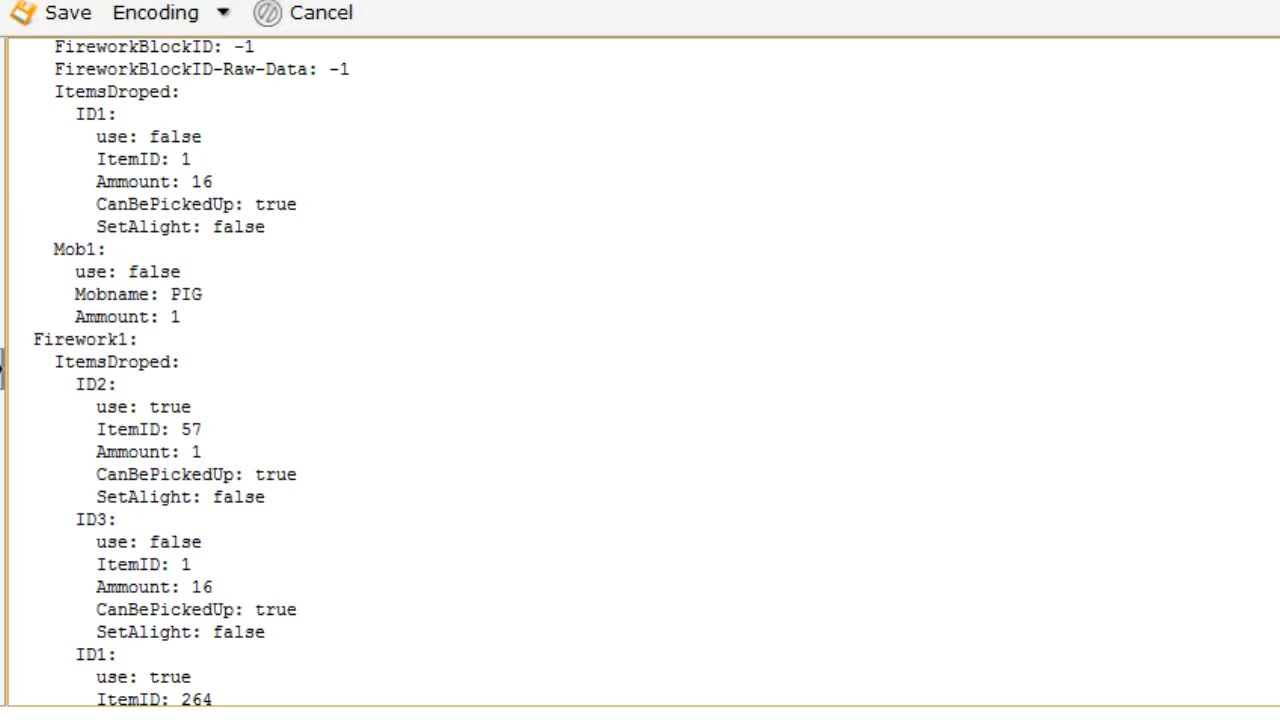 Save Encoding Cancel
FireworkBlockID: -1
FireworkBlockID-Raw-Data: -1
ItemsDroped:
ID1:
use: false
ItemID: 1
Ammount: 16
CanBePickedUp: true
SetAlight: false
Mob1:
use: false
Mobname: PIG
Ammount: 1
Firework1:
ItemsDroped:
ID2:
use: true
ItemID: 57
Ammount: 1
CanBePickedUp: true
SetAlight: false
ID3:
use: false
ItemID: 1
Ammount: 16
CanBePickedUp: true
SetAlight: false
ID1:
use: true
ItemID: 264